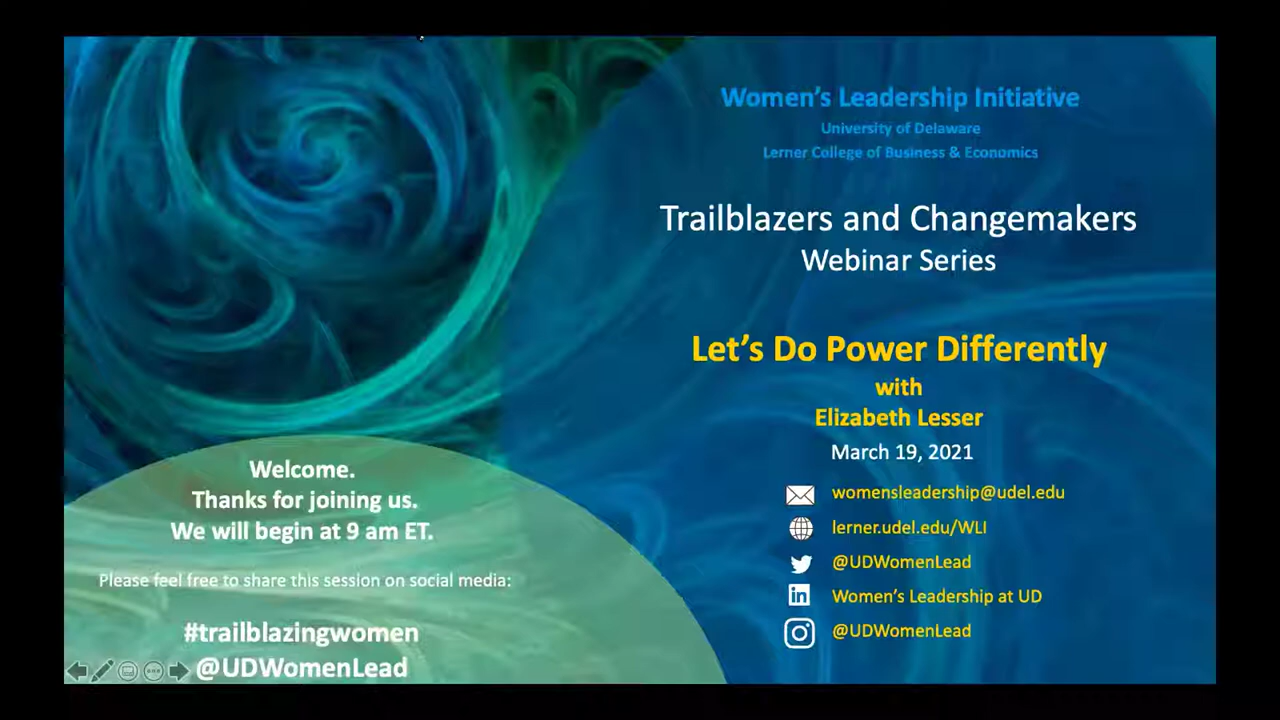 Women's Leadership Initiative
University of Delaware
Lerner College of Business & Economics
Trailblazers and Changemakers
Webinar Series
Let's Do Power Differently
with
Elizabeth Lesser
March 19, 2021
womensleadership@udel.edu
lerner.udel.edu/WLI
@UDWomenLead
in Women's Leadership at UD
@UDWomenLead
Welcome.
Thanks for joining us.
We will begin at 9 am ET.
Please feel free to share this session on social media:
#trailblazingwomen
@UDWomenLead